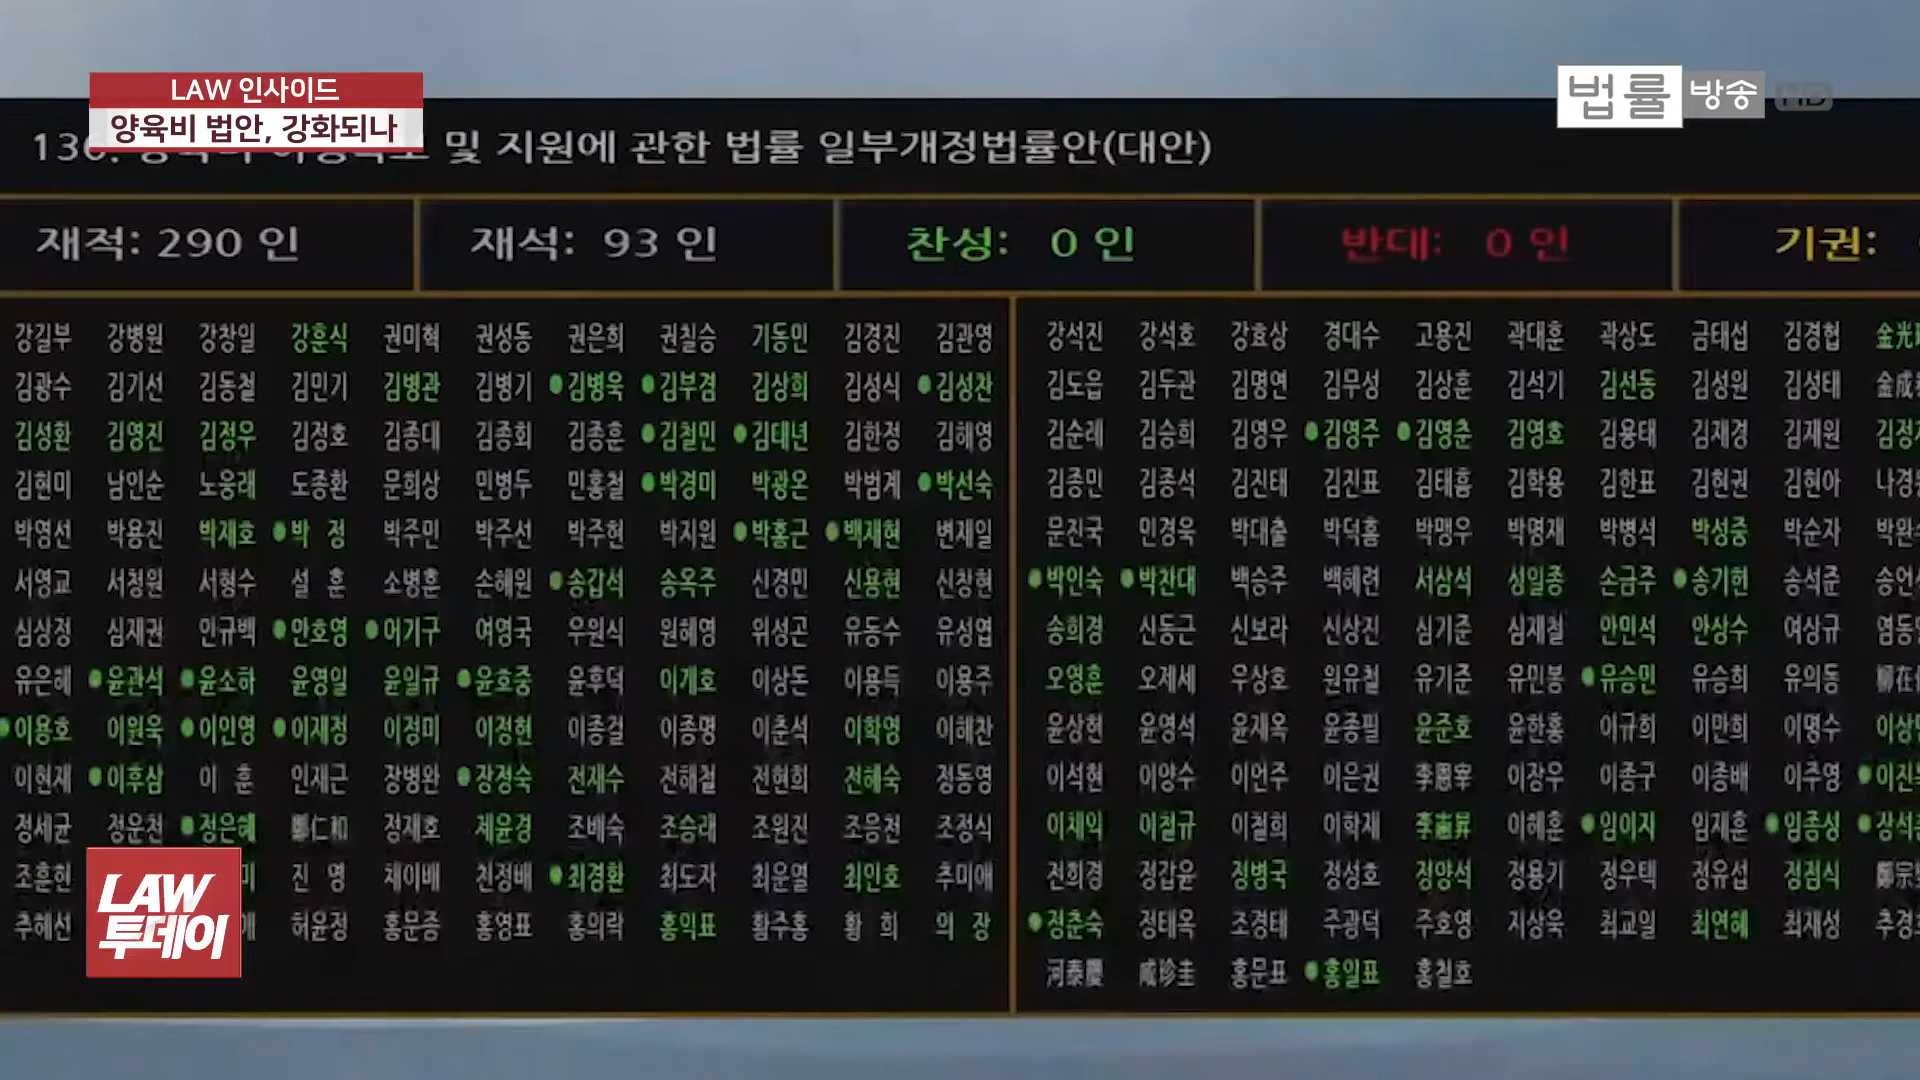 LAW 인사이드
양육비 법안, 강화되나
법률방송 HD
및 지원에 관한 법률 일부개정법률안(대안)
재적: 290 인 재석: 93 인 찬성: 0 인 반대: 0 인 기권:
강길부 강병원 강창일 강훈식 권미혁 권성동 권은희 권칠승 기동민 김경진 김관영
김광수 김기선 김동철 김민기 김병관 김병기 김병욱 김부겸 김상희 김성식 김성찬
김성환 김영진 김정우 김정호 김종대 김종회 김종훈 김철민 김태년 김한정 김해영
김현미 남인순 노웅래 도종환 문희상 민병두 민홍철 박경미 박광온 박범계 박선숙
박영선 박용진 박재호 박 정 박주민 박주선 박주현 박지원 박홍근 백재현 변재일
서영교 서청원 서형수 설 훈 소병훈 손혜원 송갑석 송옥주 신경민 신용현 신창현
심상정 심재권 안규백 안호영 어기구 여영국 우원식 원혜영 위성곤 유동수 유성엽
유은혜 윤관석 윤소하 윤영일 윤일규 윤호중 윤후덕 이개호 이상돈 이용득 이용주
이용호 이원욱 이인영 이재정 이정미 이정현 이종걸 이종명 이춘석 이학영 이해찬
이현재 이후삼 이 훈 인재근 장병완 장정숙 전재수 전해철 전현희 전혜숙 정동영
정세균 정운천 정은혜 鄭仁和 정재호 제윤경 조배숙 조승래 조원진 조응천 조정식
조훈현 진 영 채이배 천정배 최경환 최도자 최운열 최인호 추미애
추혜선 허윤정 홍문종 홍영표 홍의락 홍익표 황주홍 황 희 의 장
강석진 강석호 강효상 경대수 고용진 곽대훈 곽상도 금태섭 김경협
김도읍 김두관 김명연 김무성 김상훈 김석기 김선동 김성원 김성태
김순례 김승희 김영우 김영주 김영춘 김영호 김용태 김재경 김재원
김종민 김종석 김진태 김진표 김태흠 김학용 김한표 김현권 김현아
문진국 민경욱 박대출 박덕흠 박맹우 박명재 박병석 박성중 박순자
박인숙 박찬대 백승주 백혜련 서삼석 성일종 손금주 송기헌 송석준
송희경 신동근 신보라 신상진 심기준 심재철 안민석 안상수 여상규
오영훈 오제세 우상호 원유철 유기준 유민봉 유승민 유승희 유의동
윤상현 윤영석 윤재옥 윤종필 윤준호 윤한홍 이규희 이만희 이명수
이석현 이양수 이언주 이은권 李恩宰 이장우 이종구 이종배 이주영
이채익 이철규 이철희 이학재 李憲昇 이혜훈 임이자 임재훈 임종성
전희경 정갑윤 정병국 정성호 정양석 정용기 정우택 정유섭 정점식
정춘숙 정태옥 조경태 주광덕 주호영 지상욱 최교일 최연혜 최재성
河泰慶 咸珍圭 홍문표 홍일표 홍철호
LAW
투데이